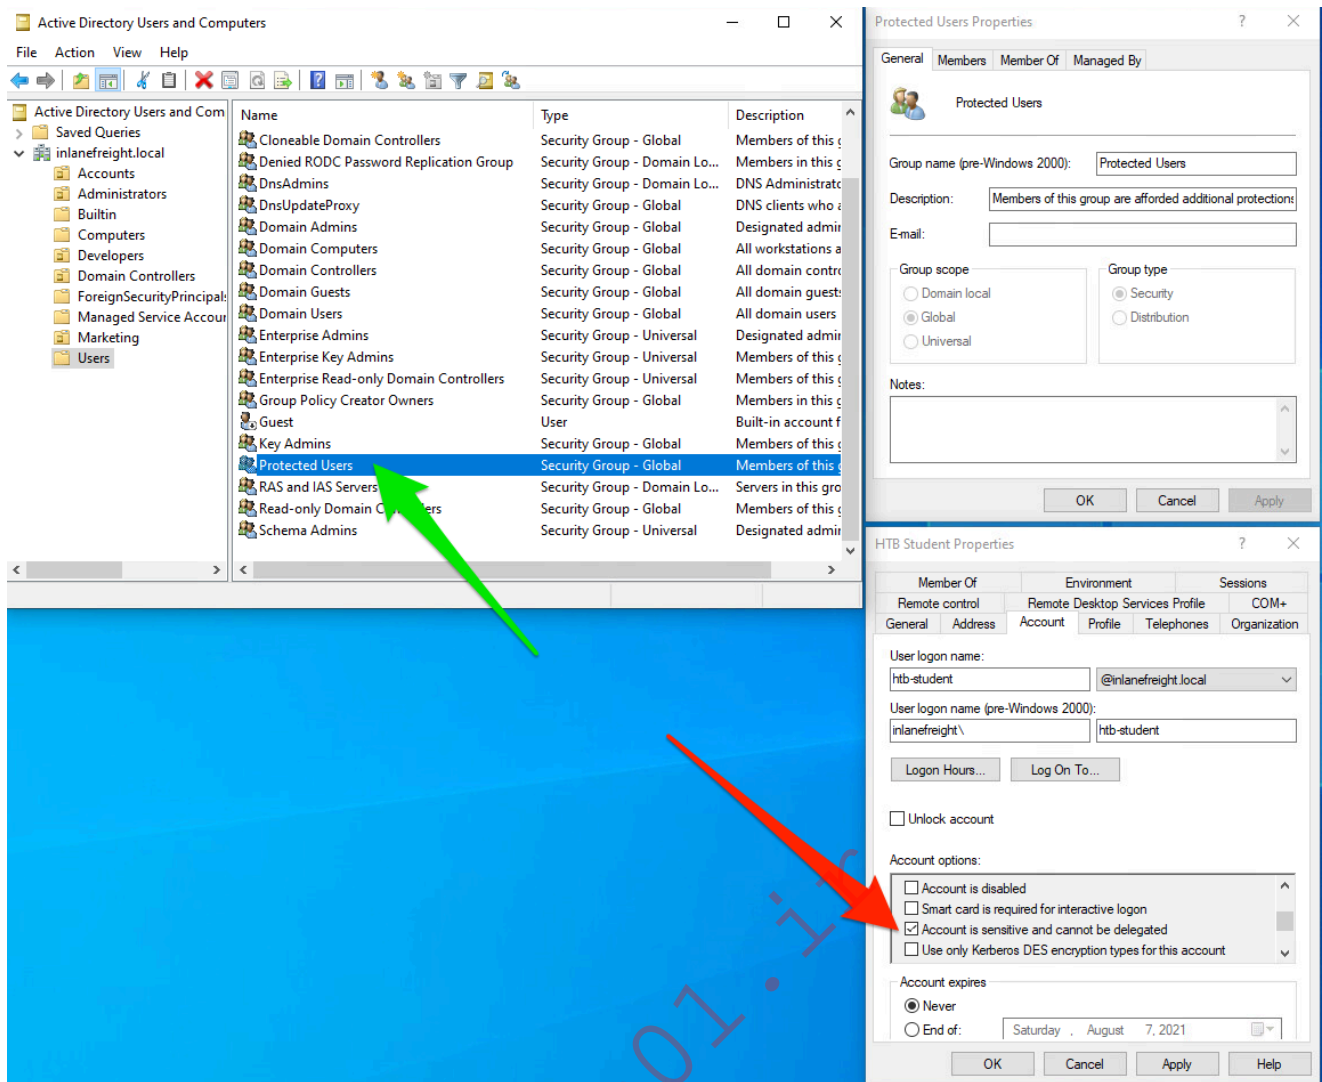 Active Directory Users and Computers
File Action View Help
Active Directory Users and Com
Saved Queries
inlanefreight.local
Accounts
Administrators
Builtin
Computers
Developers
Domain Controllers
ForeignSecurityPrincipals
Managed Service Accour
Marketing
Users
Name Type Description
Cloneable Domain Controllers Security Group - Global Members of this g
Denied RODC Password Replication Group Security Group - Domain Lo... Members in this g
DnsAdmins Security Group - Domain Lo... DNS Administrato
DnsUpdateProxy Security Group - Global DNS clients who a
Domain Admins Security Group - Global Designated admin
Domain Computers Security Group - Global All workstations a
Domain Controllers Security Group - Global All domain contro
Domain Guests Security Group - Global All domain guests
Domain Users Security Group - Global All domain users
Enterprise Admins Security Group - Universal Designated admin
Enterprise Key Admins Security Group - Universal Members of this g
Enterprise Read-only Domain Controllers Security Group - Universal Members of this g
Group Policy Creator Owners Security Group - Global Members in this g
Guest User Built-in account f
Key Admins Security Group - Global Members of this g
Protected Users Security Group - Global Members of this g
RAS and IAS Servers Security Group - Domain Lo... Servers in this gro
Read-only Domain C lers Security Group - Global Members of this g
Schema Admins Security Group - Universal Designated admin
Protected Users Properties ?
General Members Member Of Managed By
Protected Users
Group name (pre-Windows 2000): Protected Users
Description: Members of this group are afforded additional protections
E-mail:
Group scope Group type
Domain local Security
Global Distribution
Universal
Notes:
OK Cancel Apply
HTB Student Properties ?
Member Of Environment Sessions
Remote control Remote Desktop Services Profile COM+
General Address Account Profile Telephones Organization
User logon name:
htb-student @inlanefreight.local
User logon name (pre-Windows 2000):
inlanefreight\ htb-student
Logon Hours... Log On To...
Unlock account
Account options:
Account is disabled
Smart card is required for interactive logon
Account is sensitive and cannot be delegated
Use only Kerberos DES encryption types for this account
Account expires
Never
End of: Saturday , August 7, 2021
OK Cancel Apply Help
01.if